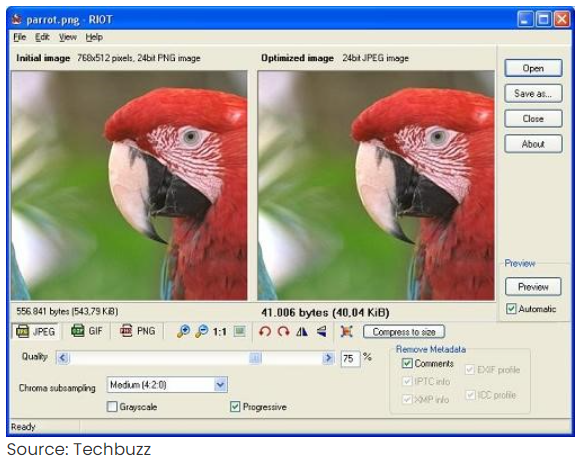 parrot.png - RIOT
File Edit View Help
Initial image 768x512 pixels, 24bit PNG image
Optimized image 24bit JPEG image
Open
Save as...
Close
About
Preview
Preview
Automatic
556.841 bytes (543,79 KiB)
41.006 bytes (40,04 KiB)
JPEG GIF PNG 1:1 Compress to size
Quality 75 %
Chroma subsampling Medium (4:2:0)
Grayscale Progressive
Remove Metadata
Comments EXIF profile
IPTC info
XMP info ICC profile
Ready
Source: Techbuzz